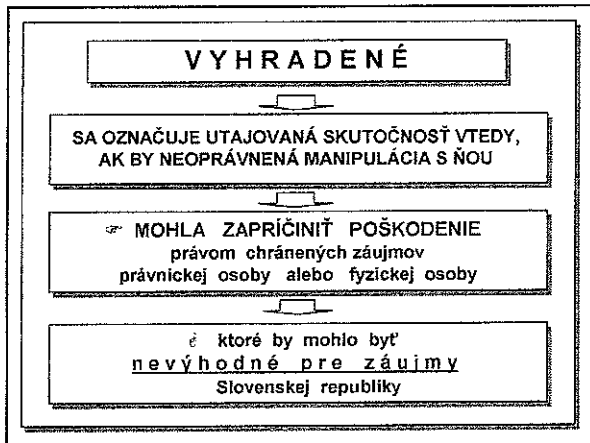 VYHRADENÉ
SA OZNAČUJE UTAJOVANÁ SKUTOČNOSŤ VTEDY,
AK BY NEOPRÁVNENÁ MANIPULÁCIA S ŇOU
☞ MOHLA ZAPRÍČINIŤ POŠKODENIE
právom chránených záujmov
právnickej osoby alebo fyzickej osoby
è ktoré by mohlo byť
nevýhodné pre záujmy
Slovenskej republiky